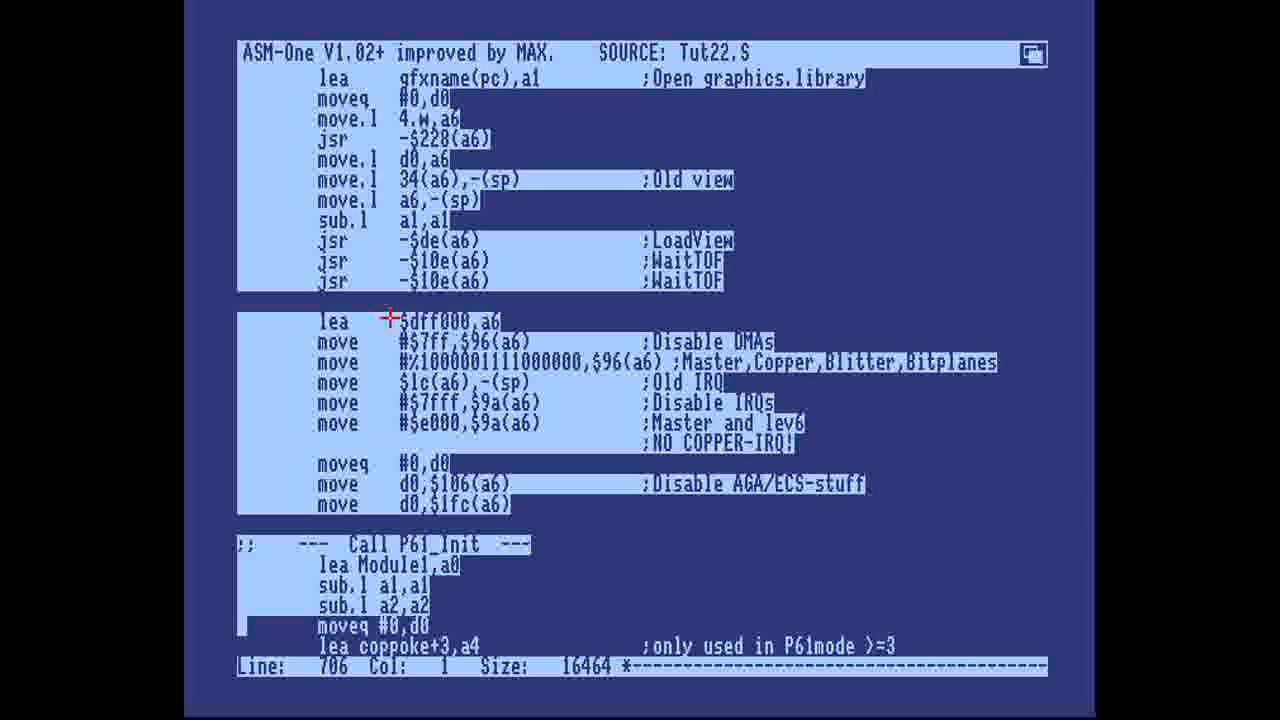 ASM-One V1.02+ improved by MAX. SOURCE: Tut22.S
lea gfxname(pc),a1 ;Open graphics.library
moveq #0,d0
move.l 4.w,a6
jsr -$228(a6)
move.l d0,a6
move.l 34(a6),-(sp) ;Old view
move.l a6,-(sp)
sub.l a1,a1
jsr -$de(a6) ;LoadView
jsr -$10e(a6) ;WaitTOF
jsr -$10e(a6) ;WaitTOF
lea $dff000,a6
move #$7ff,$96(a6) ;Disable DMAs
move #%1000001111000000,$96(a6) ;Master,Copper,Blitter,Bitplanes
move $1c(a6),-(sp) ;Old IRQ
move #$7fff,$9a(a6) ;Disable IRQs
move #$e000,$9a(a6) ;Master and lev6
;NO COPPER-IRQ!
moveq #0,d0
move d0,$106(a6) ;Disable AGA/ECS-stuff
move d0,$1fc(a6)
;; --- Call P61_Init ---
lea Module1,a0
sub.l a1,a1
sub.l a2,a2
moveq #0,d0
lea coppoke+3,a4 ;only used in P61mode >=3
Line: 706 Col: 1 Size: 16464 *-----------------------------------------